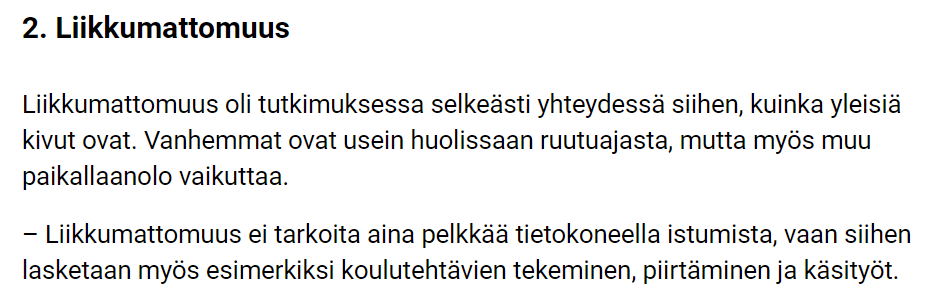 2. Liikkumattomuus
Liikkumattomuus oli tutkimuksessa selkeästi yhteydessä siihen, kuinka yleisiä
kivut ovat. Vanhemmat ovat usein huolissaan ruutuajasta, mutta myös muu
paikallaanolo vaikuttaa.
– Liikkumattomuus ei tarkoita aina pelkkää tietokoneella istumista, vaan siihen
lasketaan myös esimerkiksi koulutehtävien tekeminen, piirtäminen ja käsityöt.